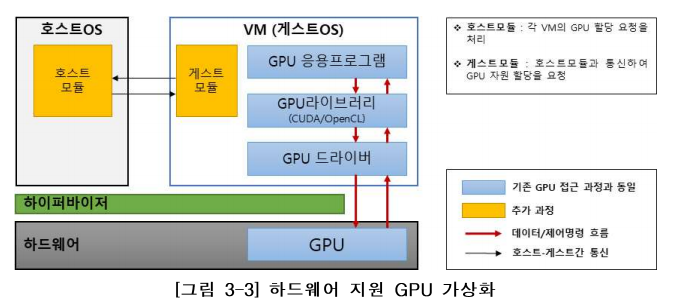 호스트OS
VM (게스트OS)
호스트
모듈
게스트
모듈
GPU 응용프로그램
GPU라이브러리
(CUDA/OpenCL)
GPU 드라이버
하이퍼바이저
하드웨어
GPU
❖ 호스트모듈 : 각 VM의 GPU 할당 요청을
처리
❖ 게스트모듈 : 호스트모듈과 통신하여
GPU 자원 할당을 요청
기존 GPU 접근 과정과 동일
추가 과정
데이터/제어명령 흐름
호스트-게스트간 통신
[그림 3-3] 하드웨어 지원 GPU 가상화